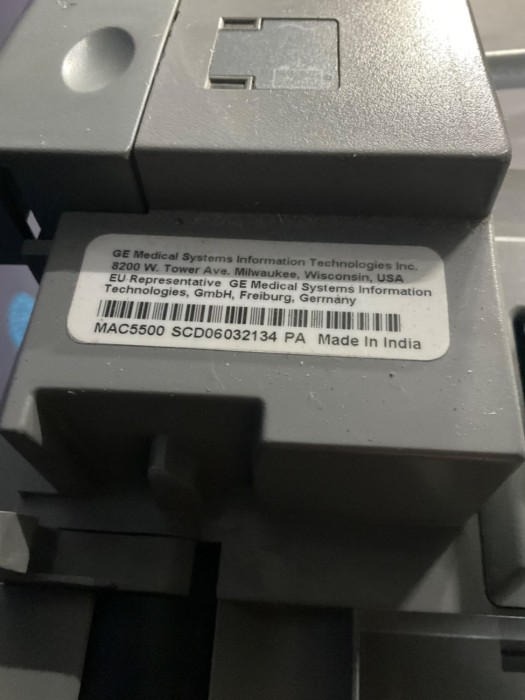 GE Medical Systems Information Technologies Inc.
8200 W. Tower Ave. Milwaukee, Wisconsin, USA
EU Representative GE Medical Systems Information
Technologies, GmbH, Freiburg, Germany
MAC5500 SCD06032134 PA Made In India